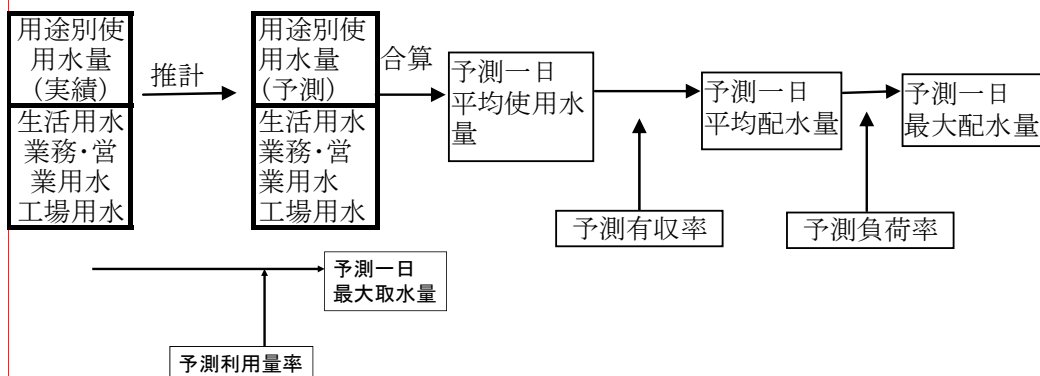 用途別使
用水量
(実績)
生活用水
業務・営
業用水
工場用水
推計
用途別使
用水量
(予測)
生活用水
業務・営
業用水
工場用水
合算
予測一日
平均使用水
量
予測有収率
予測一日
平均配水量
予測負荷率
予測一日
最大配水量
予測利用量率
予測一日
最大取水量